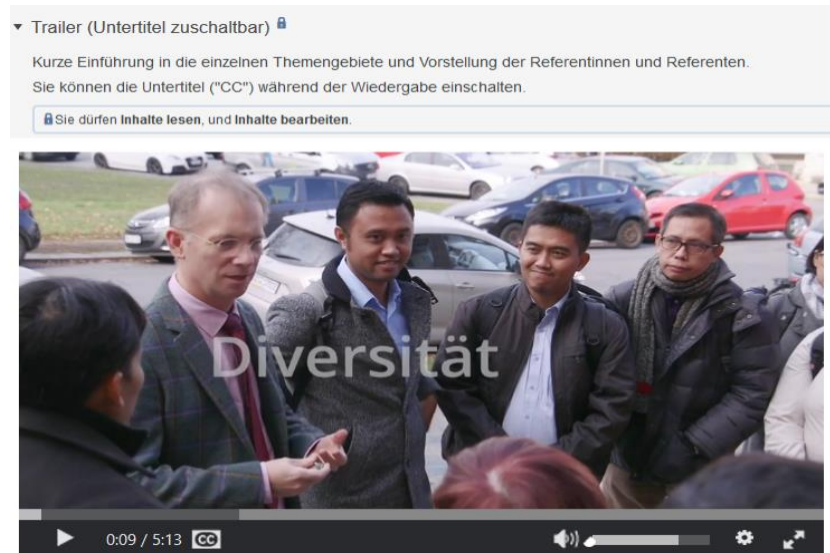 Trailer (Untertitel zuschaltbar)
Kurze Einführung in die einzelnen Themengebiete und Vorstellung der Referentinnen und Referenten.
Sie können die Untertitel ("CC") während der Wiedergabe einschalten.
Sie dürfen Inhalte lesen, und Inhalte bearbeiten.
Diversität
0:09 / 5:13 CC